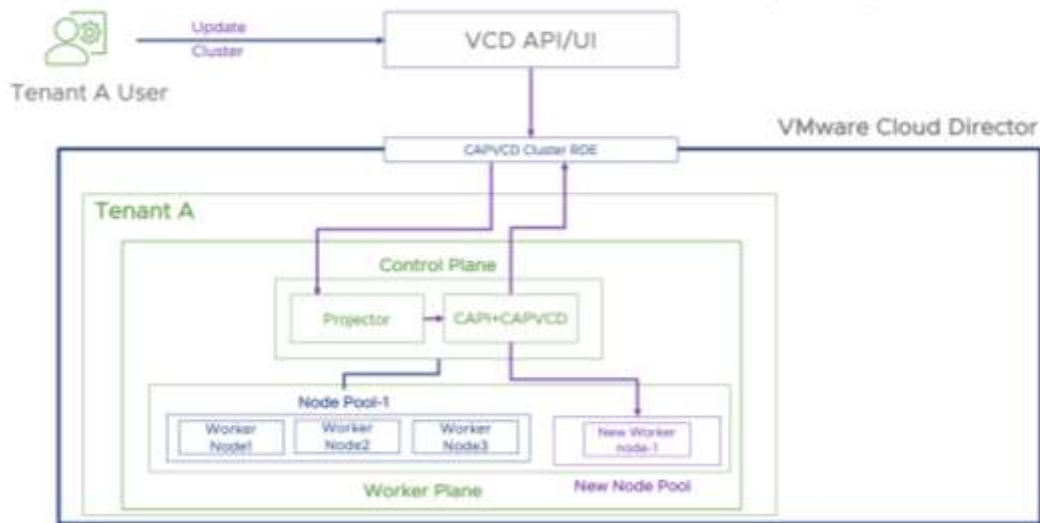 Update
Cluster
VCD API/UI
Tenant A User
VMware Cloud Director
CAPVCD Cluster RDE
Tenant A
Control Plane
Projector
CAPI+CAPVCD
Node Pool-1
Worker
Node1
Worker
Node2
Worker
Node3
New Worker
node-1
Worker Plane
New Node Pool